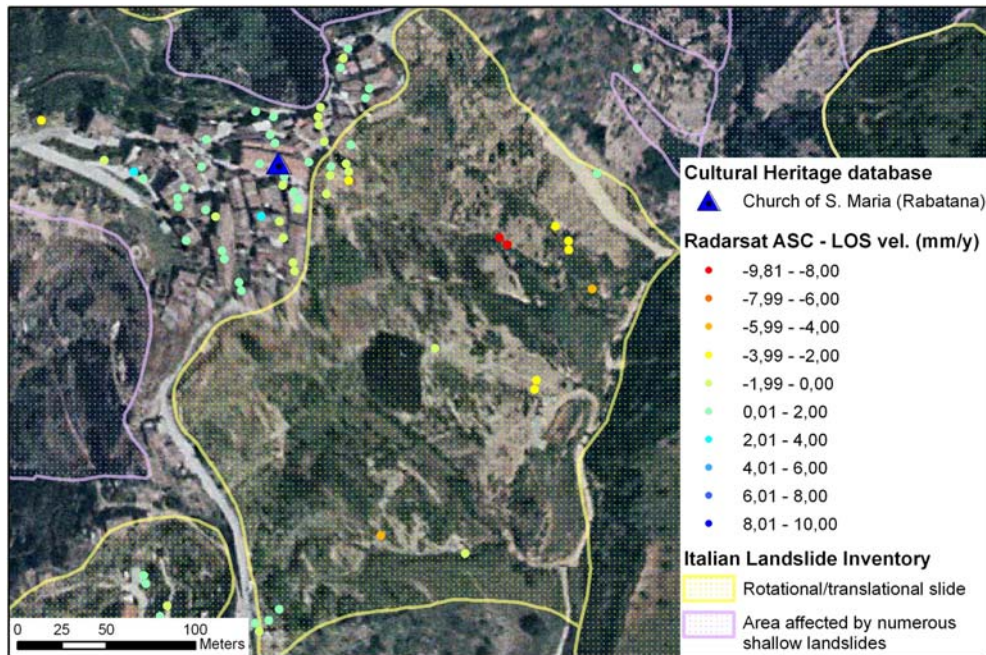 Cultural Heritage database
Church of S. Maria (Rabatana)
Radarsat ASC - LOS vel. (mm/y)
-9,81 - -8,00
-7,99 - -6,00
-5,99 - -4,00
-3,99 - -2,00
-1,99 - 0,00
0,01 - 2,00
2,01 - 4,00
4,01 - 6,00
6,01 - 8,00
8,01 - 10,00
Italian Landslide Inventory
Rotational/translational slide
Area affected by numerous
shallow landslides
0 25 50 100
Meters